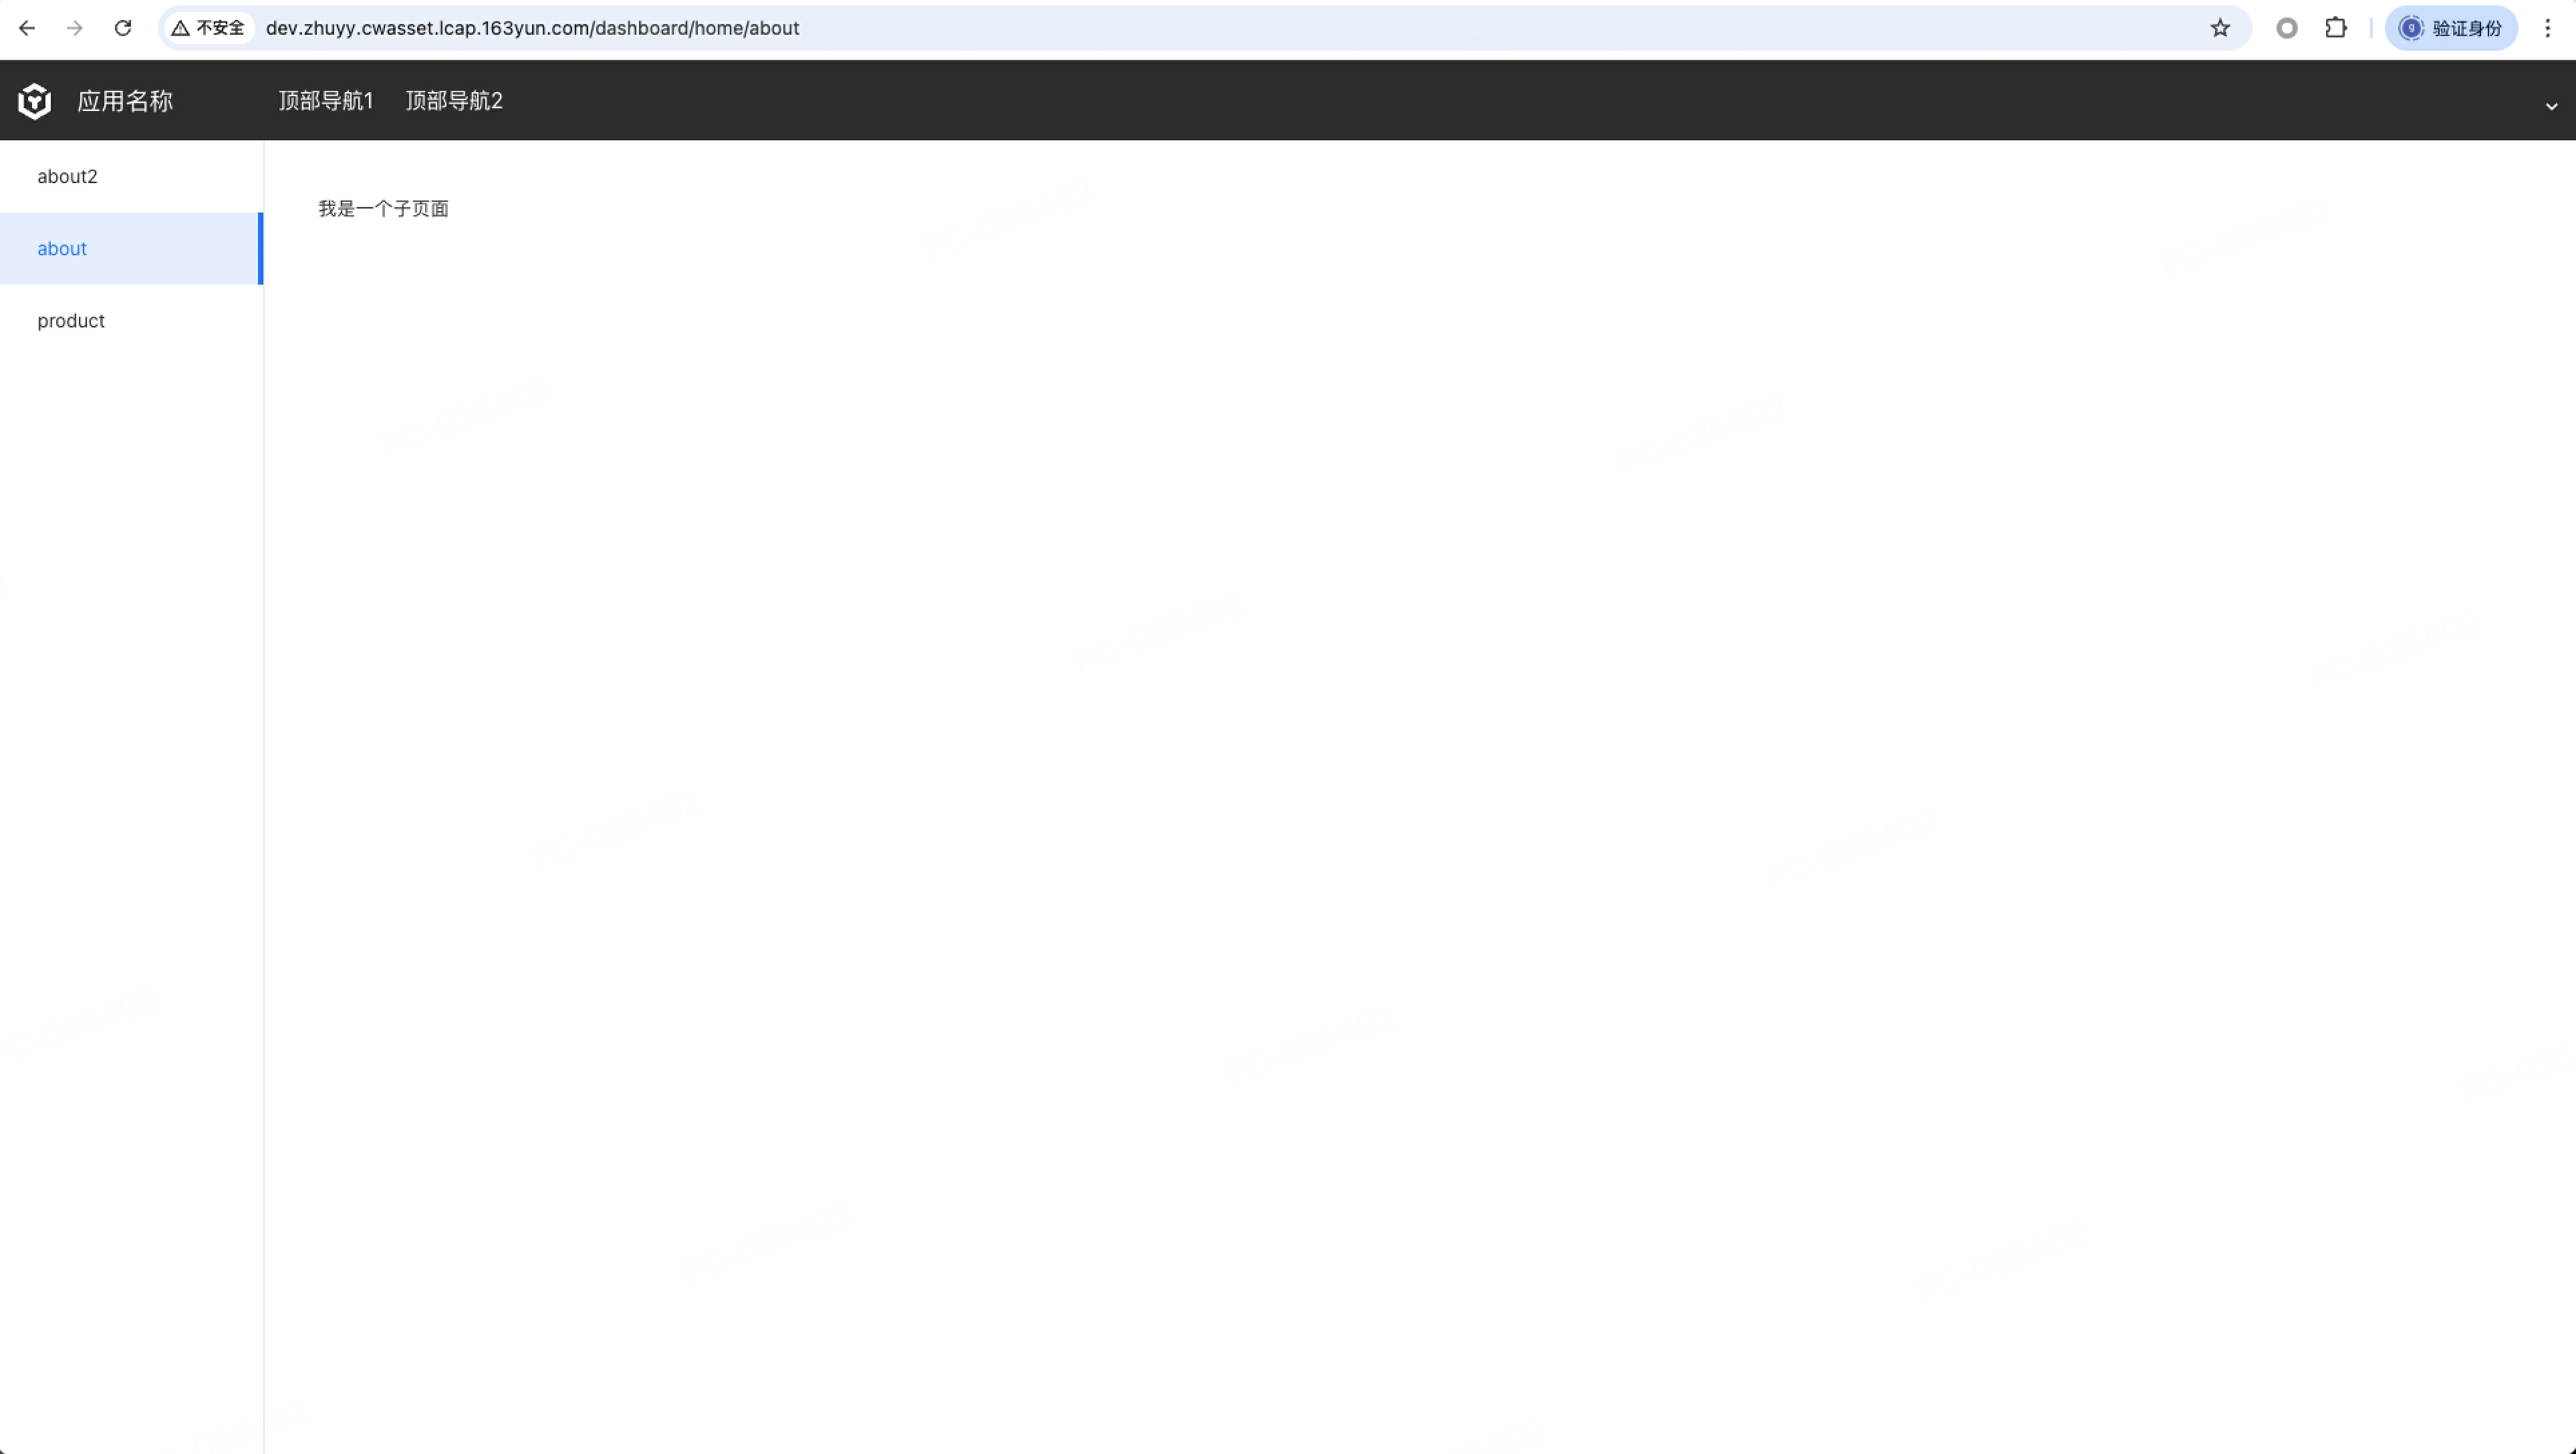 不安全 dev.zhuyy.cwasset.lcap.163yun.com/dashboard/home/about 验证身份
应用名称 顶部导航1 顶部导航2
about2
about
product
我是一个子页面